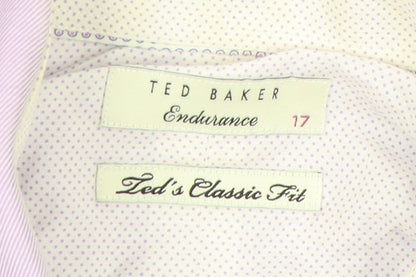 TED BAKER
Endurance 17
Ted's Classic Fit